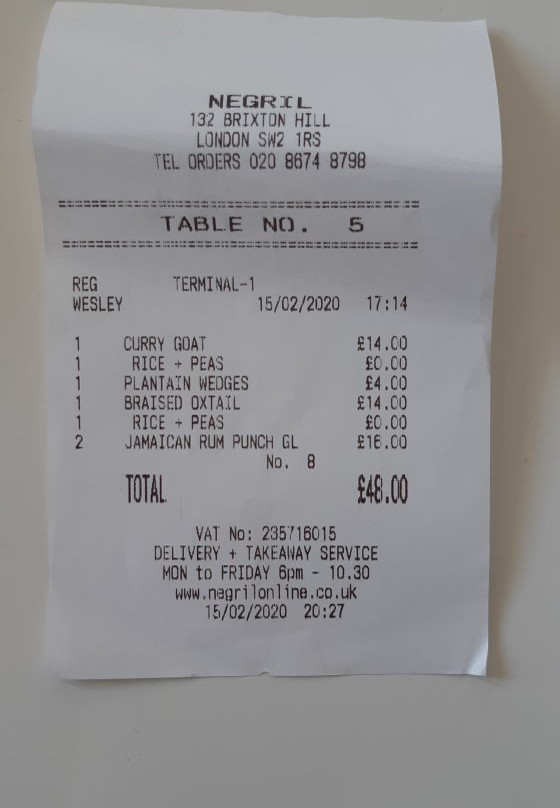 NEGRIL
132 BRIXTON HILL
LONDON SW2 1RS
TEL ORDERS 020 8674 8798
TABLE NO. 5
REG TERMINAL-1
WESLEY 15/02/2020 17:14
1 CURRY GOAT £14.00
1 RICE + PEAS £0.00
1 PLANTAIN WEDGES £4.00
1 BRAISED OXTAIL £14.00
1 RICE + PEAS £0.00
2 JAMAICAN RUM PUNCH GL £16.00
No. 8
TOTAL £48.00
VAT No: 235716015
DELIVERY + TAKEAWAY SERVICE
MON to FRIDAY 6pm - 10.30
www.negrilonline.co.uk
15/02/2020 20:27